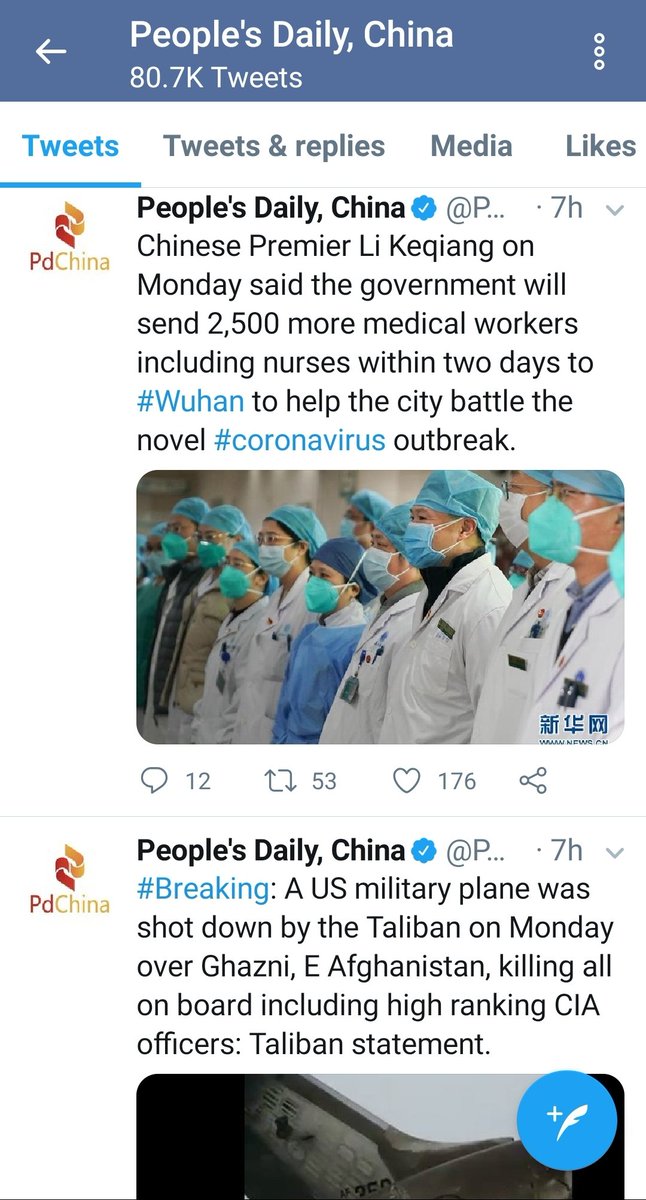 People's Daily, China
80.7K Tweets
Tweets Tweets & replies Media Likes
PdChina
People's Daily, China @P... · 7h
Chinese Premier Li Keqiang on
Monday said the government will
send 2,500 more medical workers
including nurses within two days to
#Wuhan to help the city battle the
novel #coronavirus outbreak.
新华网
WWW.NEWS.CN
12 53 176
PdChina
People's Daily, China @P... · 7h
#Breaking: A US military plane was
shot down by the Taliban on Monday
over Ghazni, E Afghanistan, killing all
on board including high ranking CIA
officers: Taliban statement.